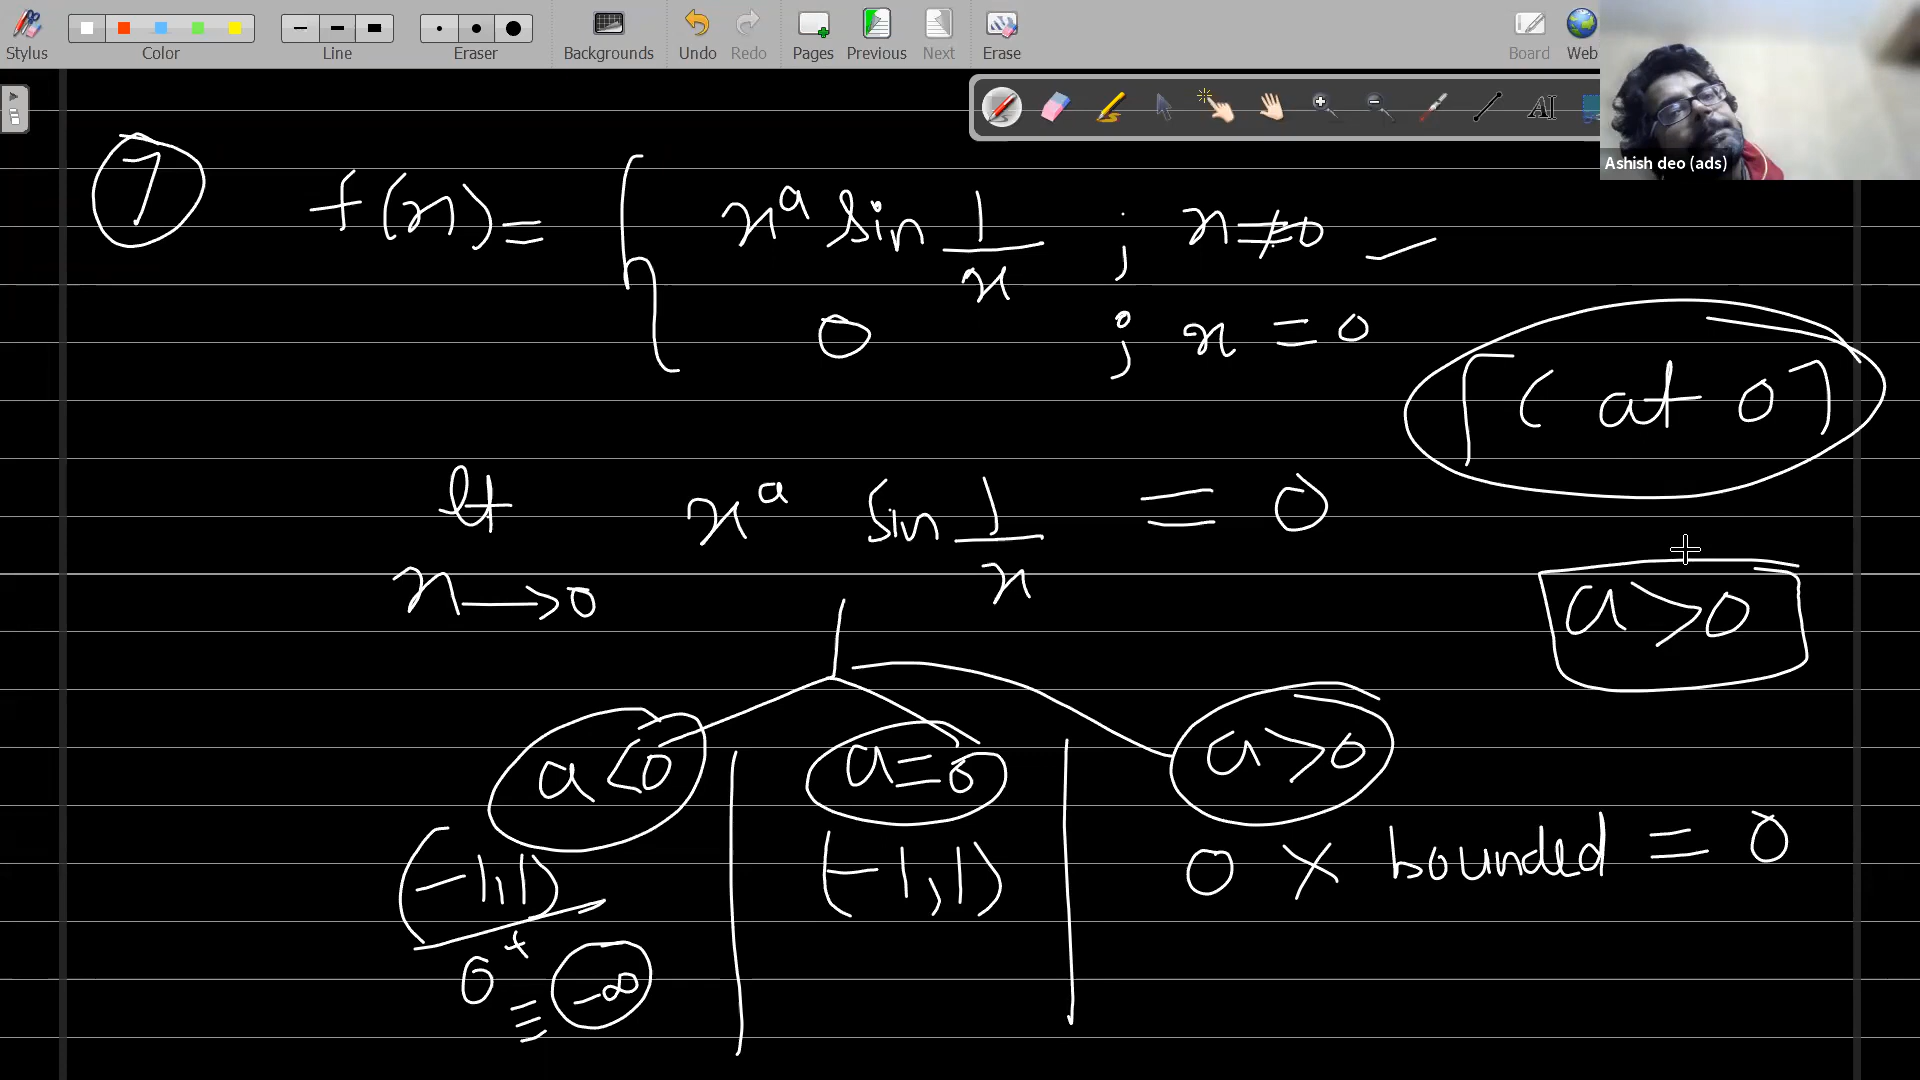 Stylus Color Line Eraser Backgrounds Undo Redo Pages Previous Next Erase Board Web
AI
Ashish deo (ads)
7 f(x) = { x^a sin 1/x ; x ≠ 0
0 ; x = 0
( at 0 )
lt x→0 x^a sin 1/x = 0
a > 0
a < 0 a = 0 a > 0
(-1, 1) / 0⁺ (-1, 1) 0 × bounded = 0
= -∞